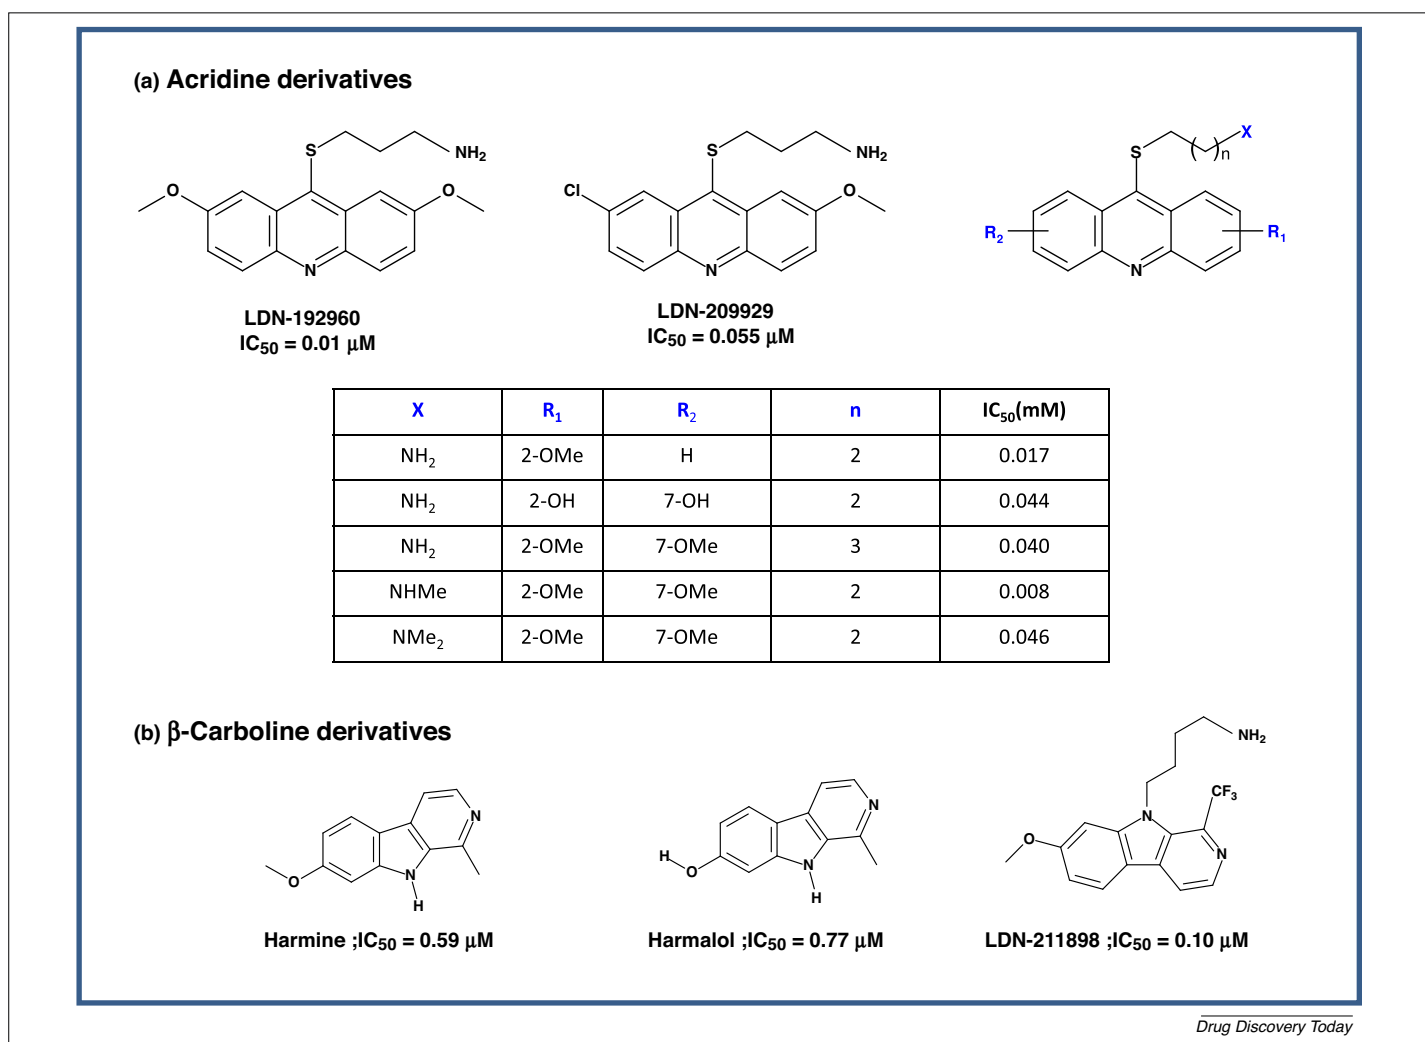 (a) Acridine derivatives
S
NH2
O
O
N
LDN-192960
IC50 = 0.01 μM
S
NH2
Cl
O
N
LDN-209929
IC50 = 0.055 μM
X
S
( )n
R2
R1
N
X R1 R2 n IC50(mM)
NH2 2-OMe H 2 0.017
NH2 2-OH 7-OH 2 0.044
NH2 2-OMe 7-OMe 3 0.040
NHMe 2-OMe 7-OMe 2 0.008
NMe2 2-OMe 7-OMe 2 0.046
(b) β-Carboline derivatives
N
O
N
H
Harmine ;IC50 = 0.59 μM
N
H
O
N
H
Harmalol ;IC50 = 0.77 μM
NH2
CF3
N
O
N
LDN-211898 ;IC50 = 0.10 μM
Drug Discovery Today